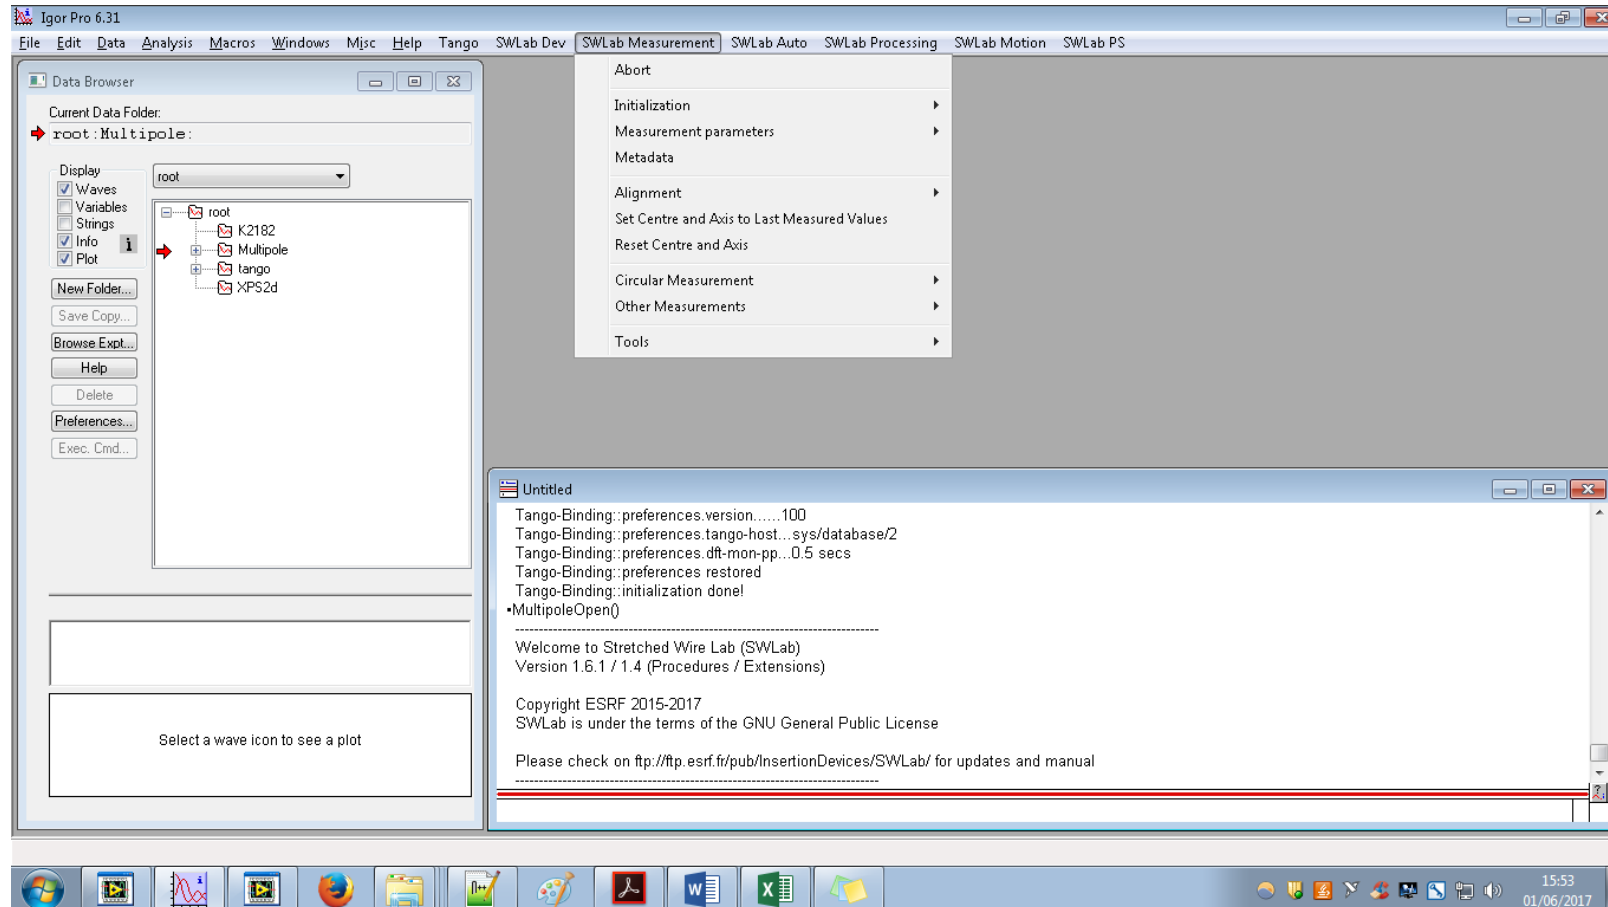 Igor Pro 6.31
File Edit Data Analysis Macros Windows Misc Help Tango SWLab Dev SWLab Measurement SWLab Auto SWLab Processing SWLab Motion SWLab PS
Data Browser
Current Data Folder:
root:Multipole:
Display
Waves
Variables
Strings
Info
i
Plot
root
root
K2182
Multipole
tango
XPS2d
New Folder...
Save Copy...
Browse Expt...
Help
Delete
Preferences...
Exec. Cmd...
Select a wave icon to see a plot
Abort
Initialization
Measurement parameters
Metadata
Alignment
Set Centre and Axis to Last Measured Values
Reset Centre and Axis
Circular Measurement
Other Measurements
Tools
Untitled
Tango-Binding::preferences.version......100
Tango-Binding::preferences.tango-host...sys/database/2
Tango-Binding::preferences.dft-mon-pp...0.5 secs
Tango-Binding::preferences restored
Tango-Binding::initialization done!
•MultipoleOpen()
--------------------------------------------------------------------------------
Welcome to Stretched Wire Lab (SWLab)
Version 1.6.1 / 1.4 (Procedures / Extensions)
Copyright ESRF 2015-2017
SWLab is under the terms of the GNU General Public License
Please check on ftp://ftp.esrf.fr/pub/InsertionDevices/SWLab/ for updates and manual
--------------------------------------------------------------------------------
15:53
01/06/2017